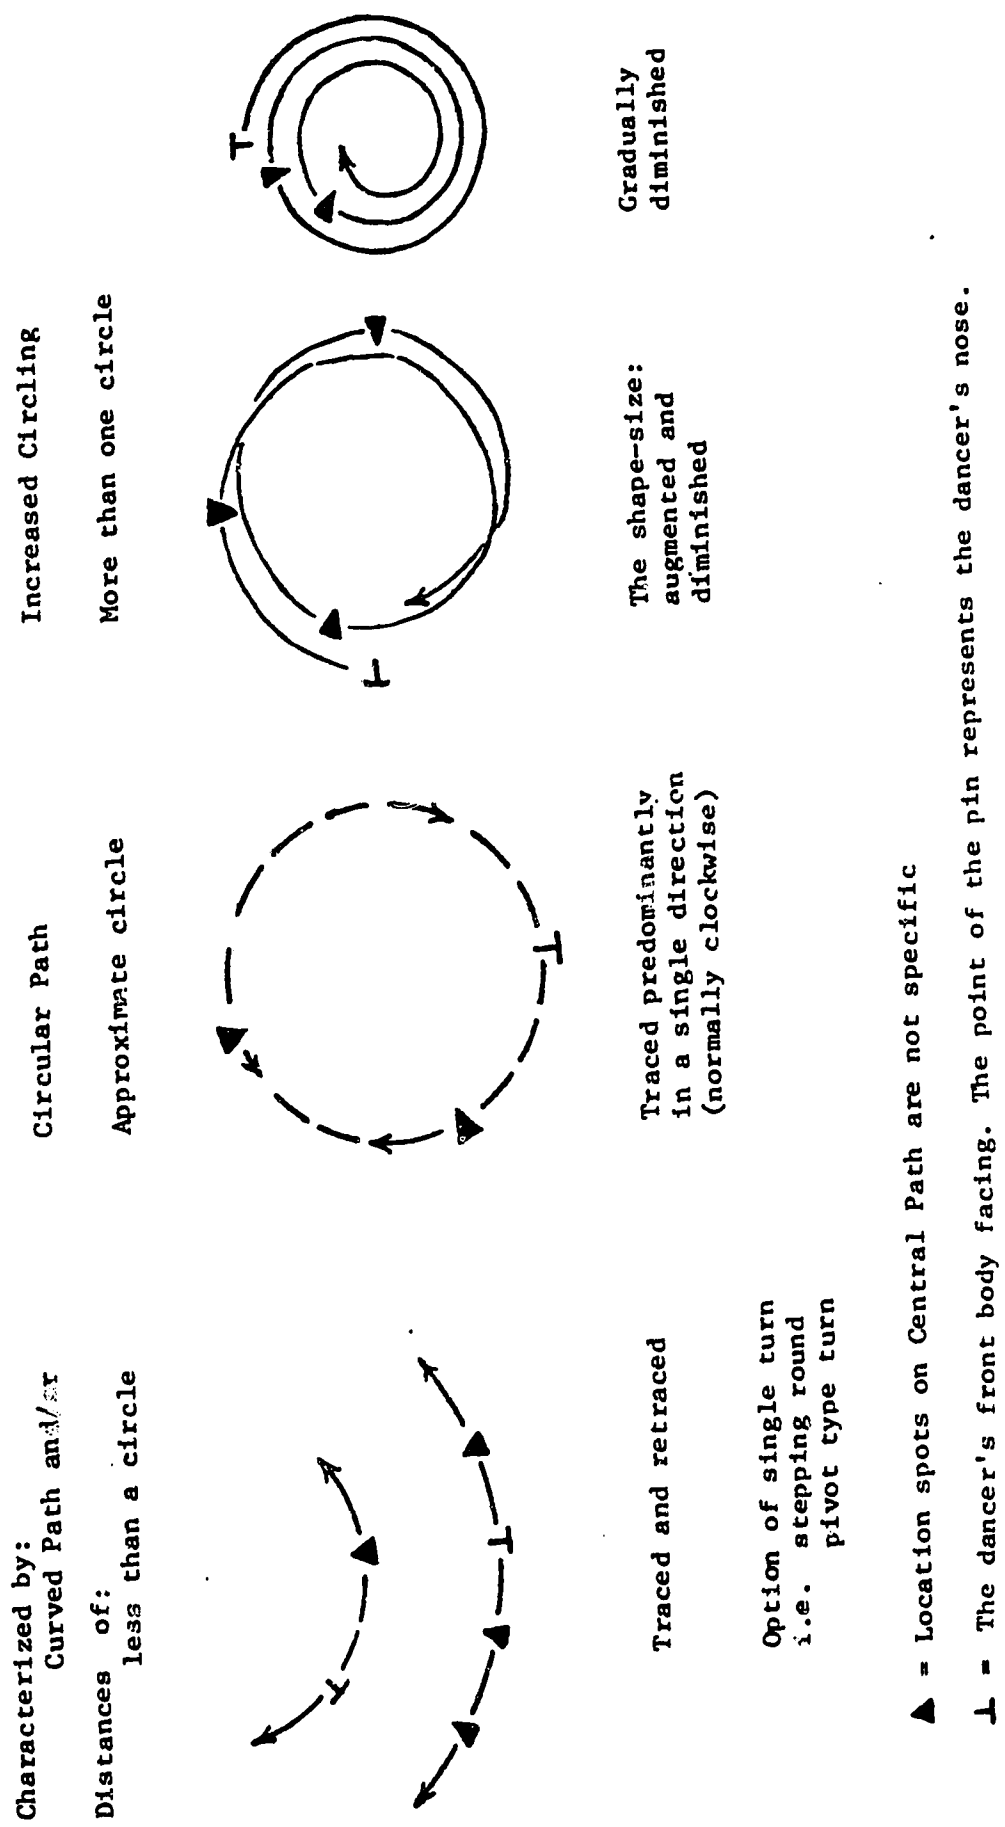 Characterized by:
Curved Path and/or
Distances of:
less than a circle
Traced and retraced
Option of single turn
i.e. stepping round
pivot type turn
Circular Path
Approximate circle
Traced predominantly
in a single direction
(normally clockwise)
Increased Circling
More than one circle
The shape-size:
augmented and
diminished
Gradually
diminished
▲ = Location spots on Central Path are not specific
⊥ = The dancer's front body facing. The point of the pin represents the dancer's nose.